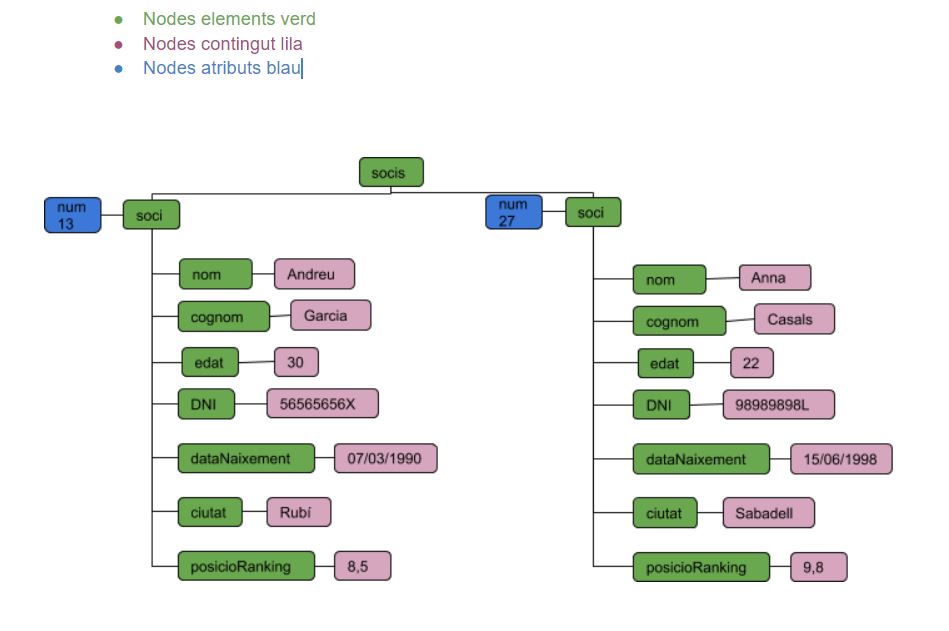 Nodes elements verd
Nodes contingut lila
Nodes atributs blau
socis
num
13
soci
num
27
soci
nom
Andreu
cognom
Garcia
edat
30
DNI
56565656X
dataNaixement
07/03/1990
ciutat
Rubí
posicioRanking
8,5
nom
Anna
cognom
Casals
edat
22
DNI
98989898L
dataNaixement
15/06/1998
ciutat
Sabadell
posicioRanking
9,8